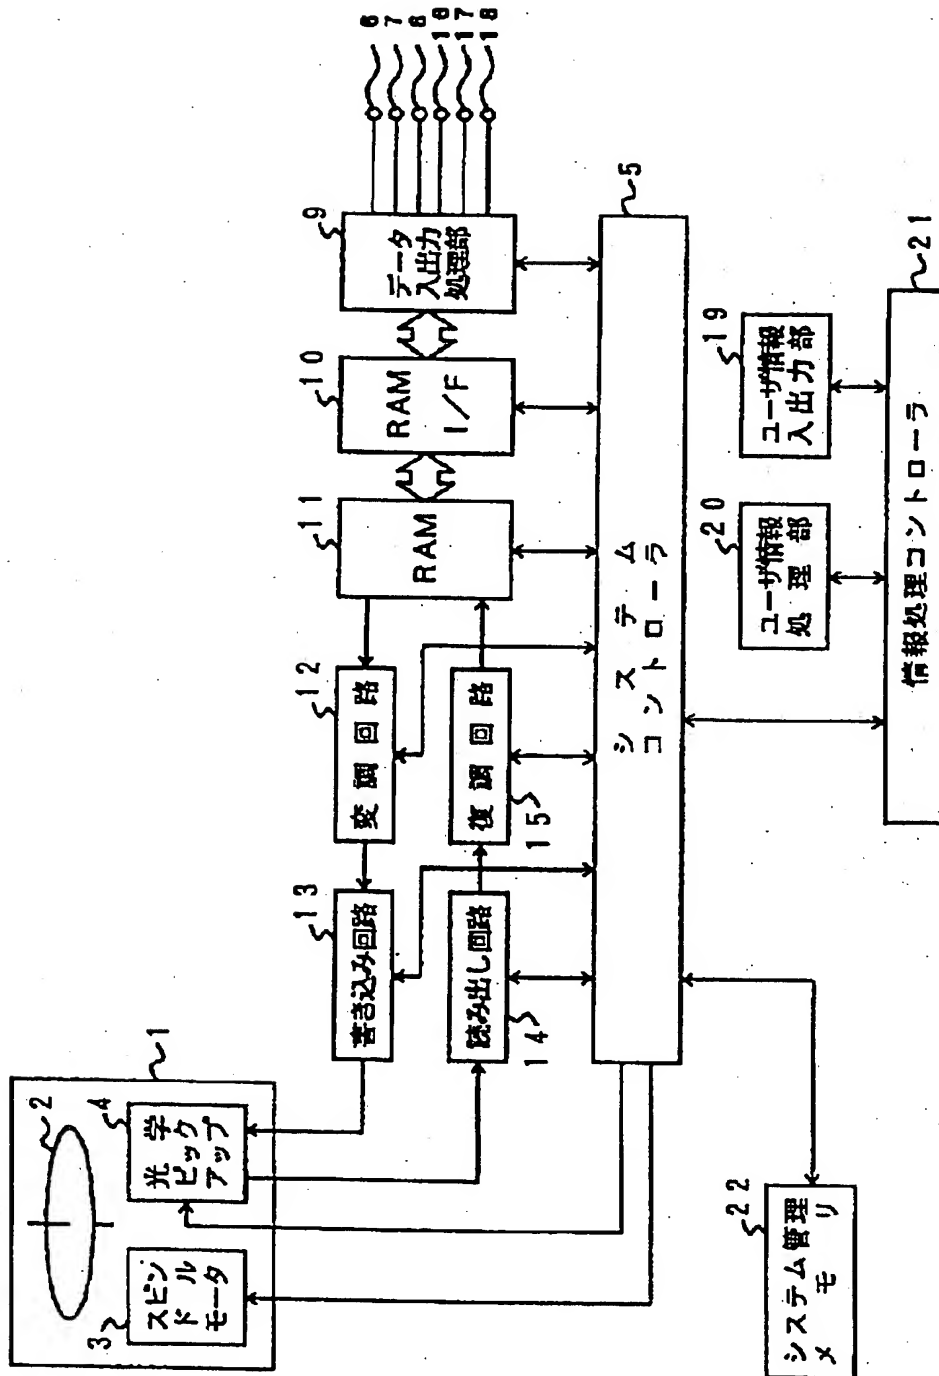 1
2
3
スピン
ドル
モータ
4
光学
ピック
アップ
13
書き込み回路
12
変調回路
11
RAM
10
RAM
I/F
9
データ
入出力
処理部
6
7
8
16
17
18
読み出し回路
14
復調回路
15
5
システム
コントローラ
22
システム管理
メモリ
20
ユーザ情報
処理部
19
ユーザ情報
入出力部
21
情報処理コントローラ